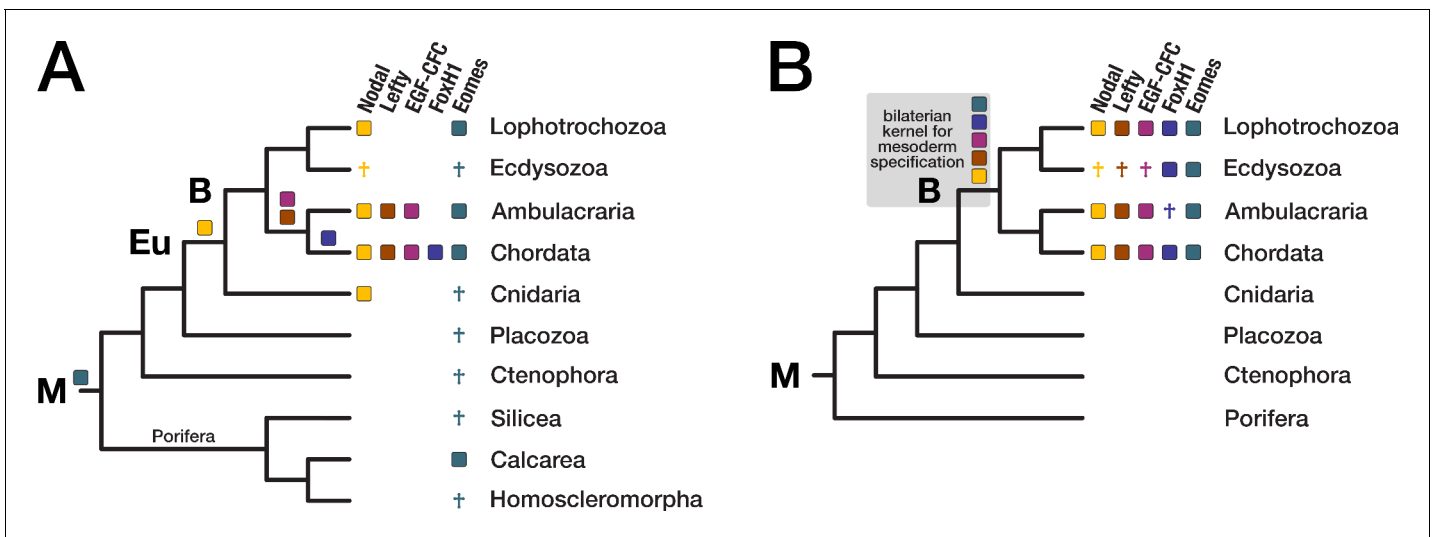 A
Nodal
Lefty
EGF-CFC
FoxH1
Eomes
Lophotrochozoa
† † Ecdysozoa
B
Ambulacraria
Eu
Chordata
† Cnidaria
† Placozoa
† Ctenophora
M
† Silicea
Porifera
Calcarea
† Homoscleromorpha
B
Nodal
Lefty
EGF-CFC
FoxH1
Eomes
bilaterian
kernel for
mesoderm
specification
Lophotrochozoa
† † † Ecdysozoa
B
† Ambulacraria
Chordata
Cnidaria
Placozoa
M
Ctenophora
Porifera